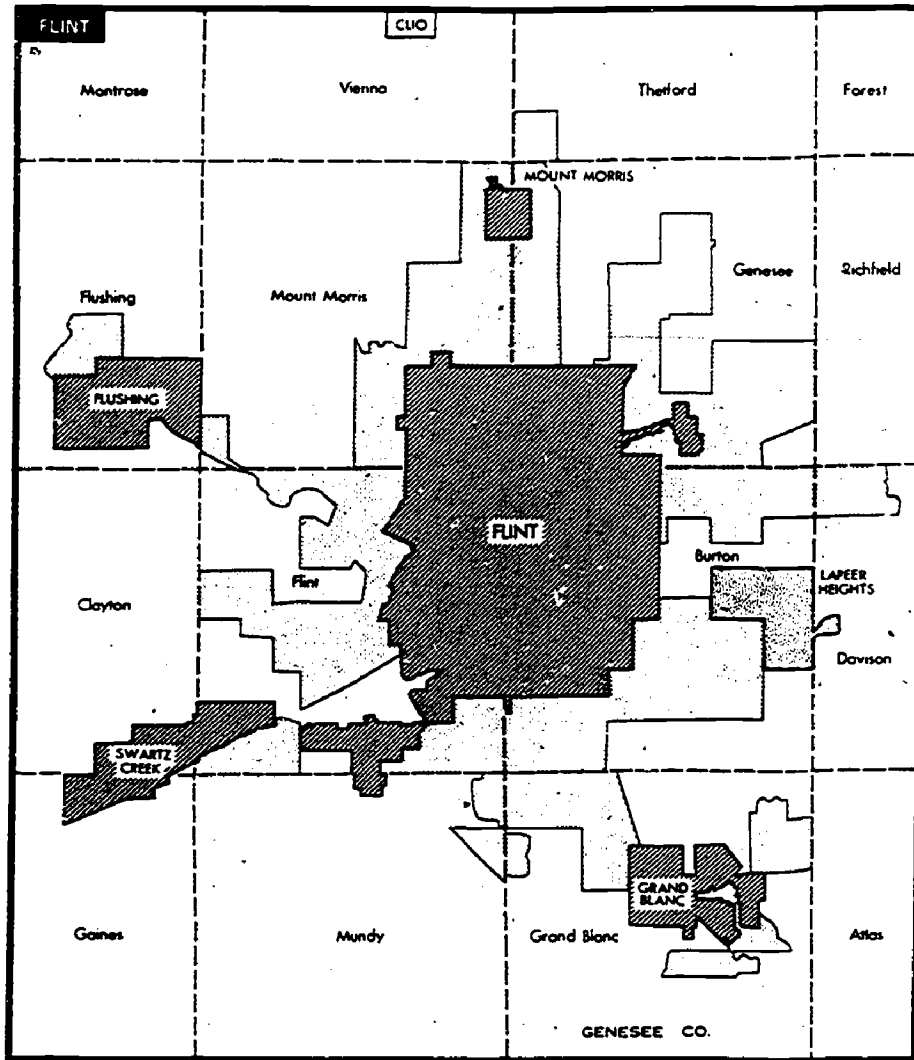 FLINT
CLIO
Montrose
Vienna
Thetford
Forest
MOUNT MORRIS
Flushing
Mount Morris
Genesee
Richfield
FLUSHING
FLINT
Burton
LAPEER
HEIGHTS
Flint
Clayton
Davison
SWARTZ
CREEK
GRAND
BLANC
Gaines
Mundy
Grand Blanc
Atlas
GENESEE CO.